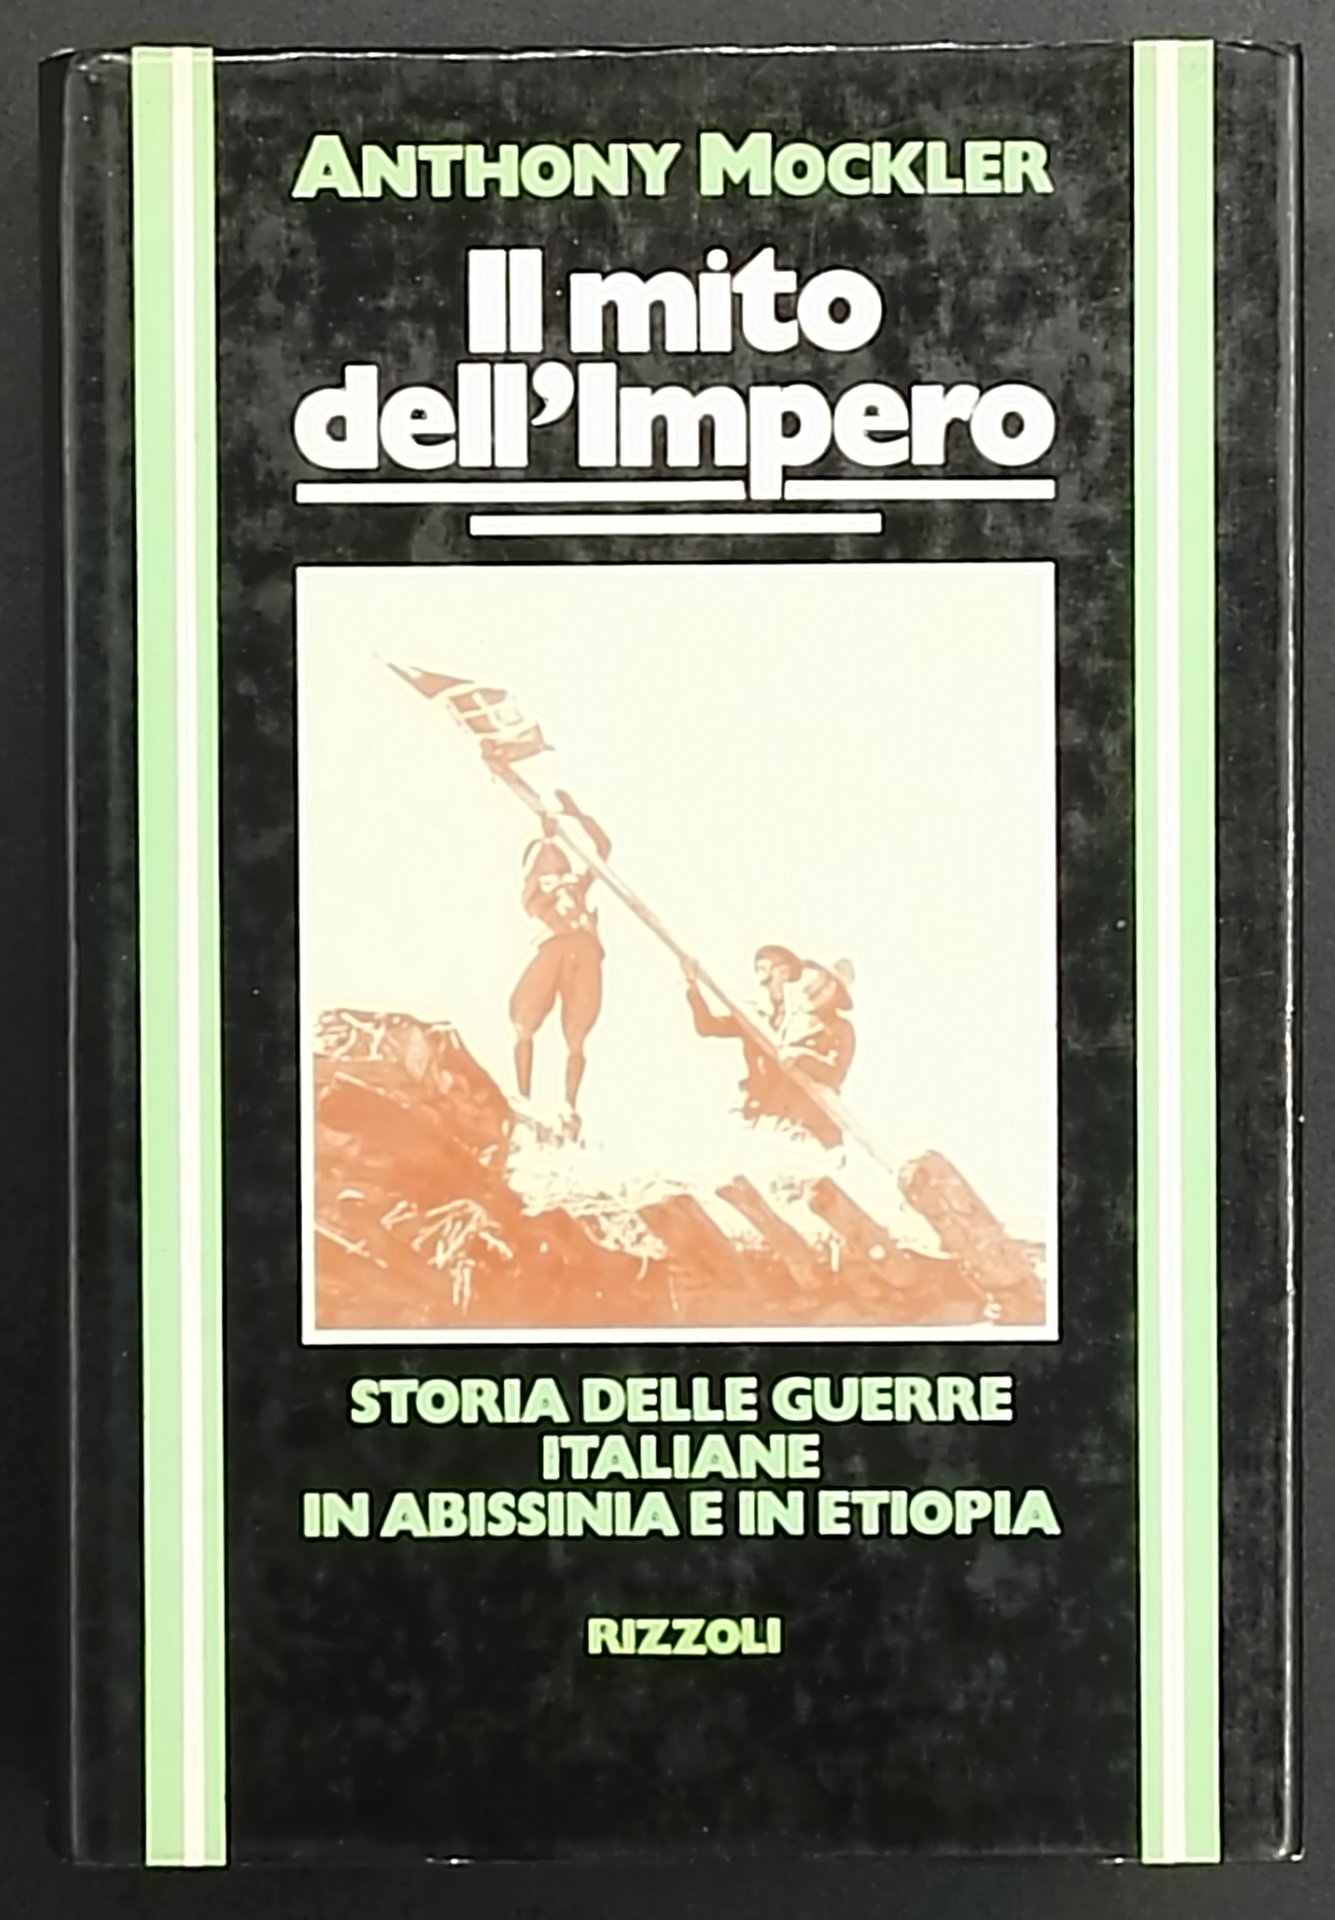 ANTHONY MOCKLER
Il mito
dell'Impero
STORIA DELLE GUERRE
ITALIANE
IN ABISSINIA E IN ETIOPIA
RIZZOLI